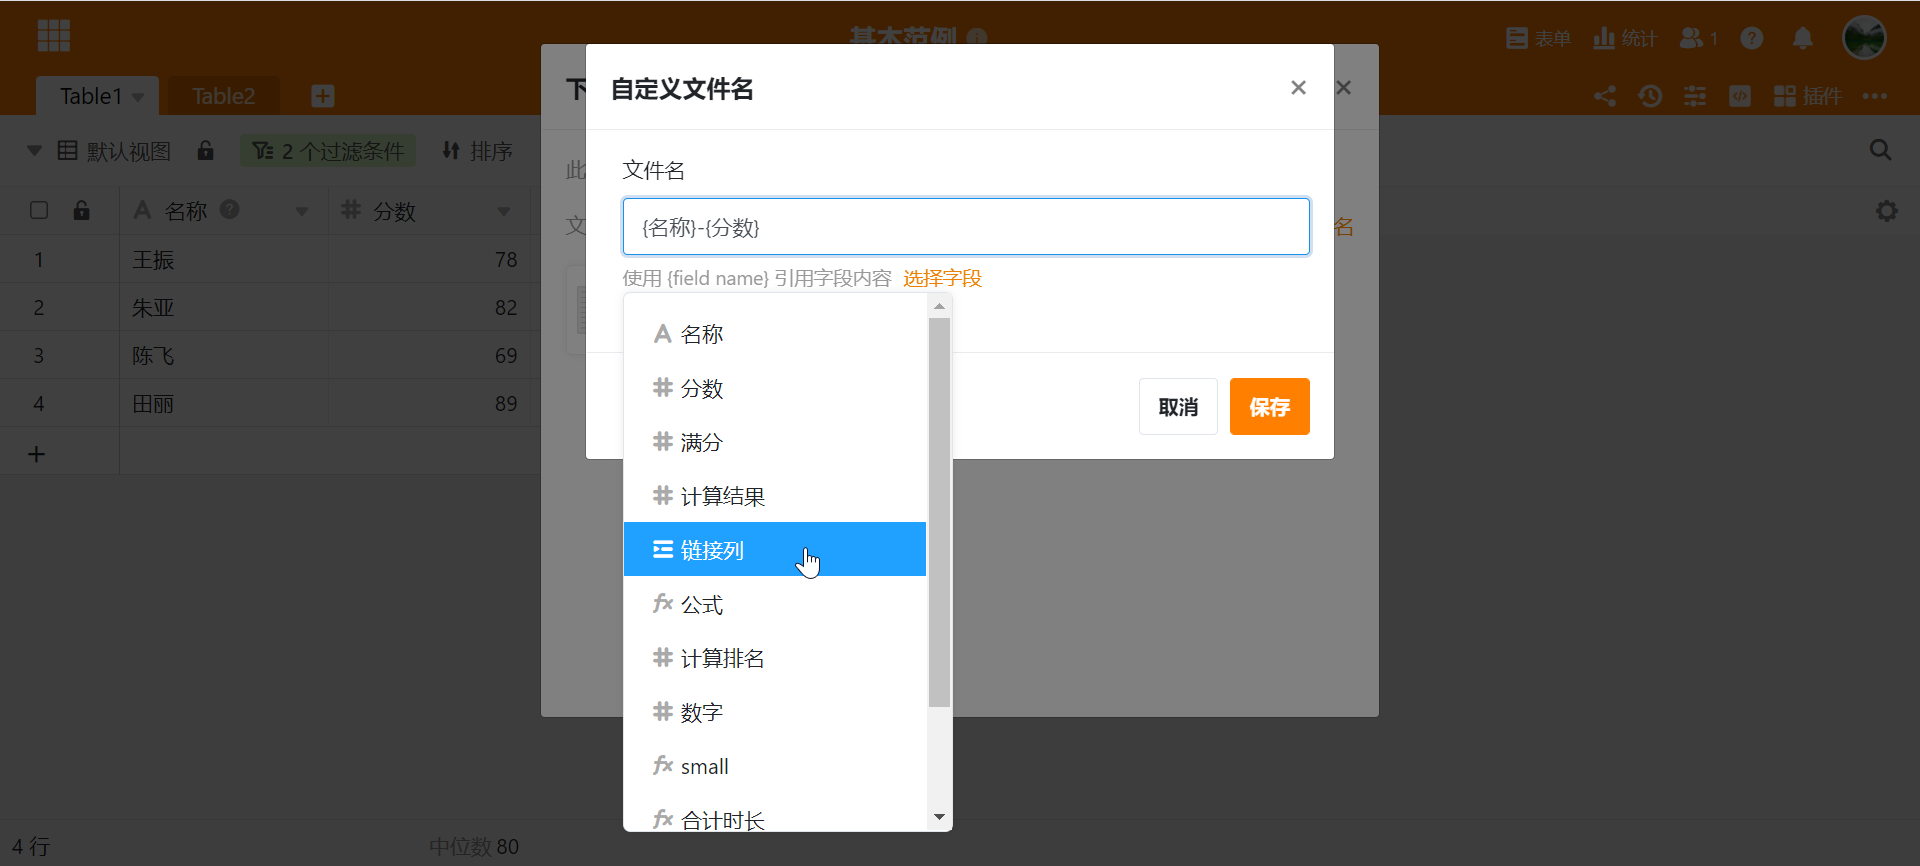 基本范例
表单
统计
1
Table1
Table2
插件
默认视图
2 个过滤条件
排序
名称
分数
1
王振
78
2
朱亚
82
3
陈飞
69
4
田丽
89
4 行
中位数 80
下
此
文
名
自定义文件名
文件名
{名称}-{分数}
使用 {field name} 引用字段内容 选择字段
名称
分数
满分
计算结果
链接列
公式
计算排名
数字
small
合计时长
取消
保存